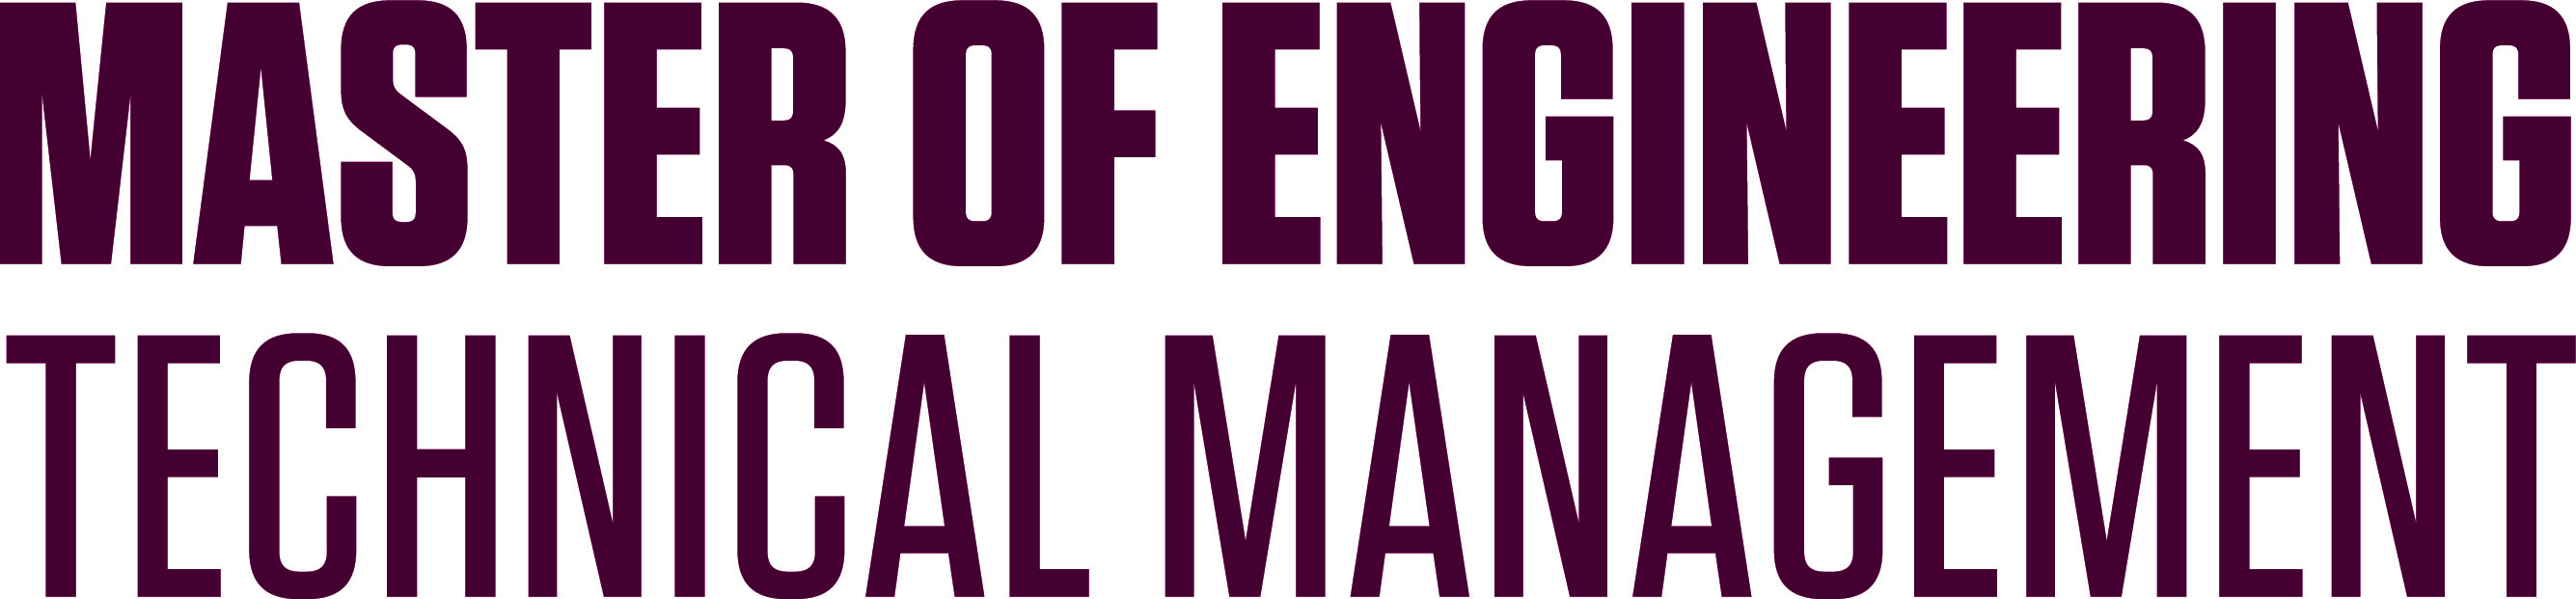 MASTER OF ENGINEERING
TECHNICAL MANAGEMENT